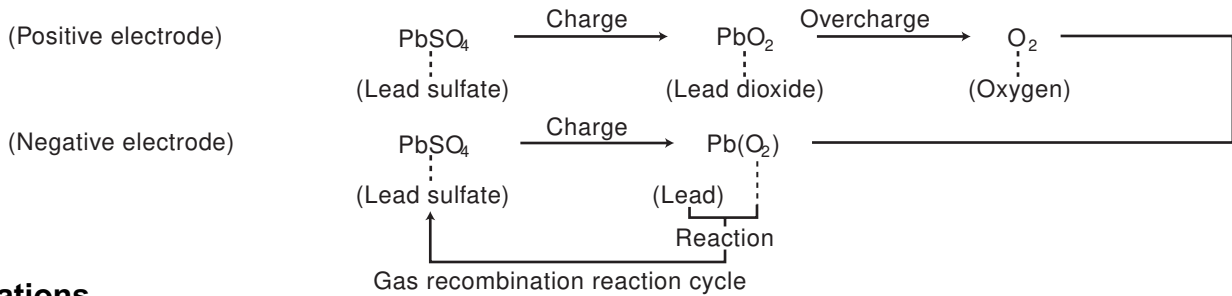 Charge Overcharge
(Positive electrode) PbSO₄ PbO₂ O₂
(Lead sulfate) (Lead dioxide) (Oxygen)
Charge
(Negative electrode) PbSO₄ Pb(O₂)
(Lead sulfate) (Lead)
Reaction
Gas recombination reaction cycle